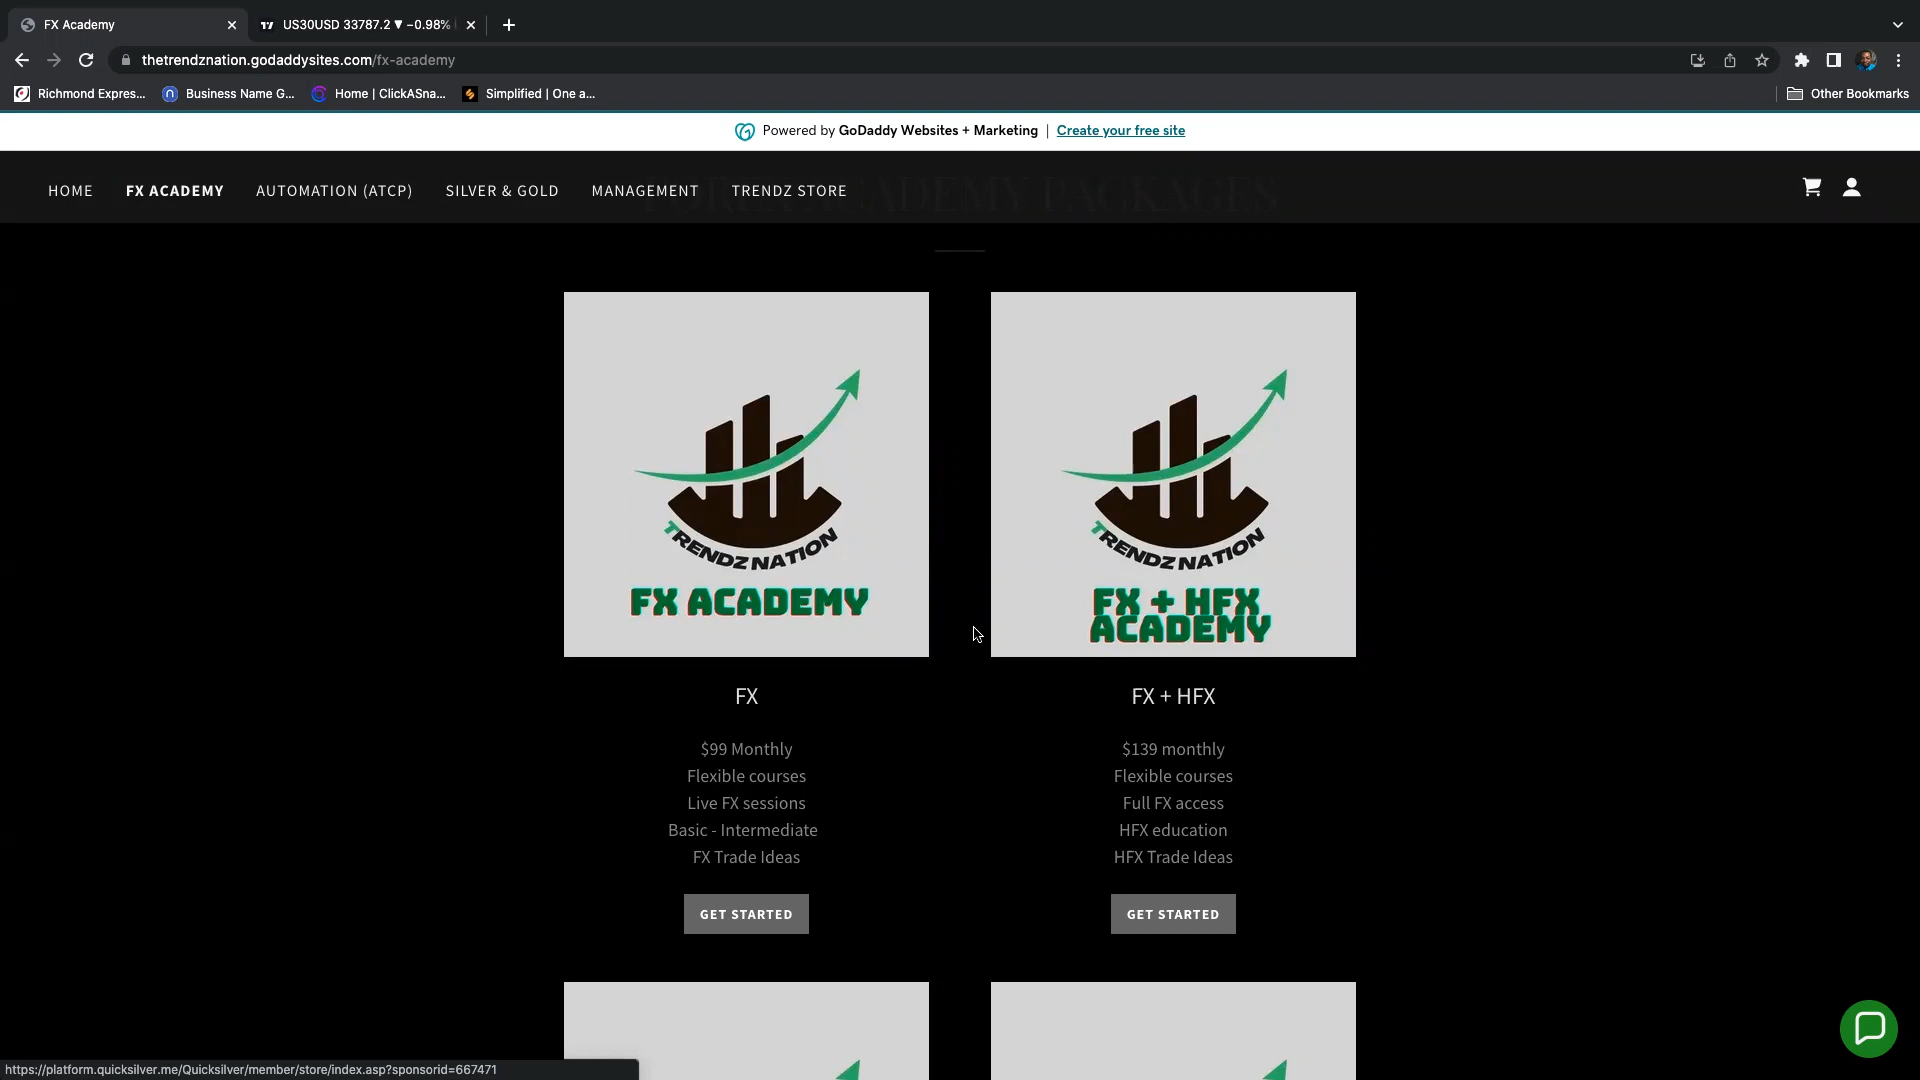 FX Academy
US30USD 33787.2 ▼ −0.98%
thetrendznation.godaddysites.com/fx-academy
Richmond Expres...
Business Name G...
Home | ClickASna...
Simplified | One a...
Other Bookmarks
Powered by GoDaddy Websites + Marketing | Create your free site
HOME
FX ACADEMY
AUTOMATION (ATCP)
SILVER & GOLD
MANAGEMENT
TRENDZ STORE
FOREX ACADEMY PACKAGES
TRENDZ NATION
FX ACADEMY
TRENDZ NATION
FX + HFX
ACADEMY
FX
$99 Monthly
Flexible courses
Live FX sessions
Basic - Intermediate
FX Trade Ideas
GET STARTED
FX + HFX
$139 monthly
Flexible courses
Full FX access
HFX education
HFX Trade Ideas
GET STARTED
https://platform.quicksilver.me/Quicksilver/member/store/index.asp?sponsorid=667471